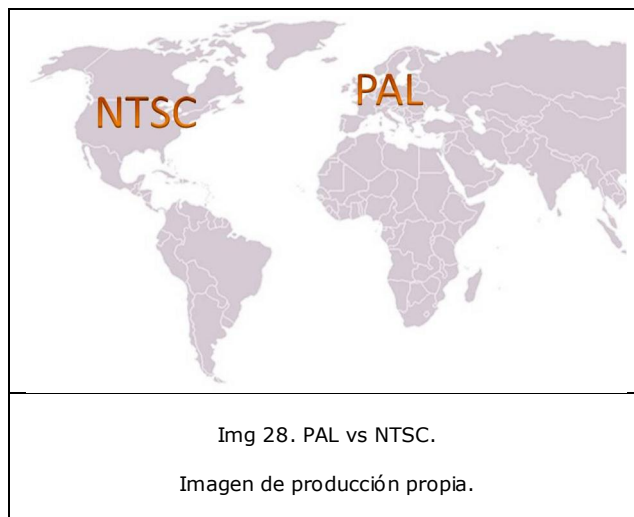 NTSC
PAL
Img 28. PAL vs NTSC.
Imagen de producción propia.